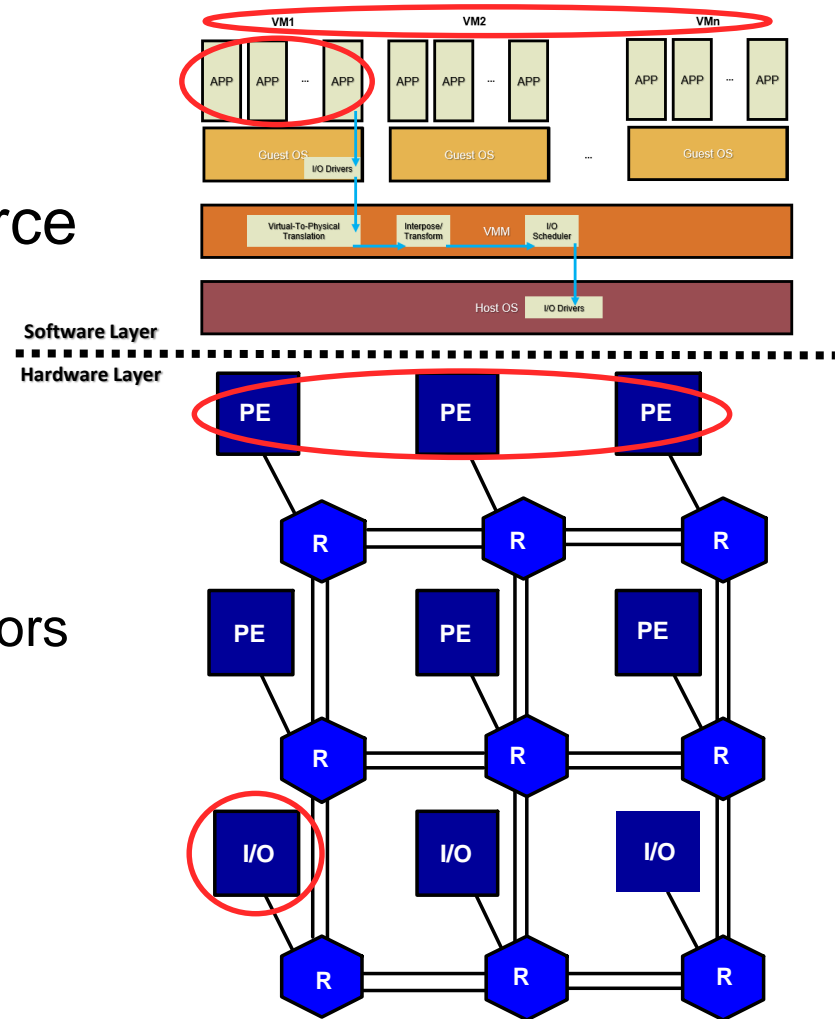 VM1 VM2 VMn
APP APP ... APP APP APP ... APP APP APP ... APP
Guest OS Guest OS ... Guest OS
I/O Drivers
rce
Virtual-To-Physical Translation Interpose/ Transform VMM I/O Scheduler
Host OS I/O Drivers
Software Layer
Hardware Layer
PE PE PE
R R R
ors
PE PE PE
R R R
I/O I/O I/O
R R R